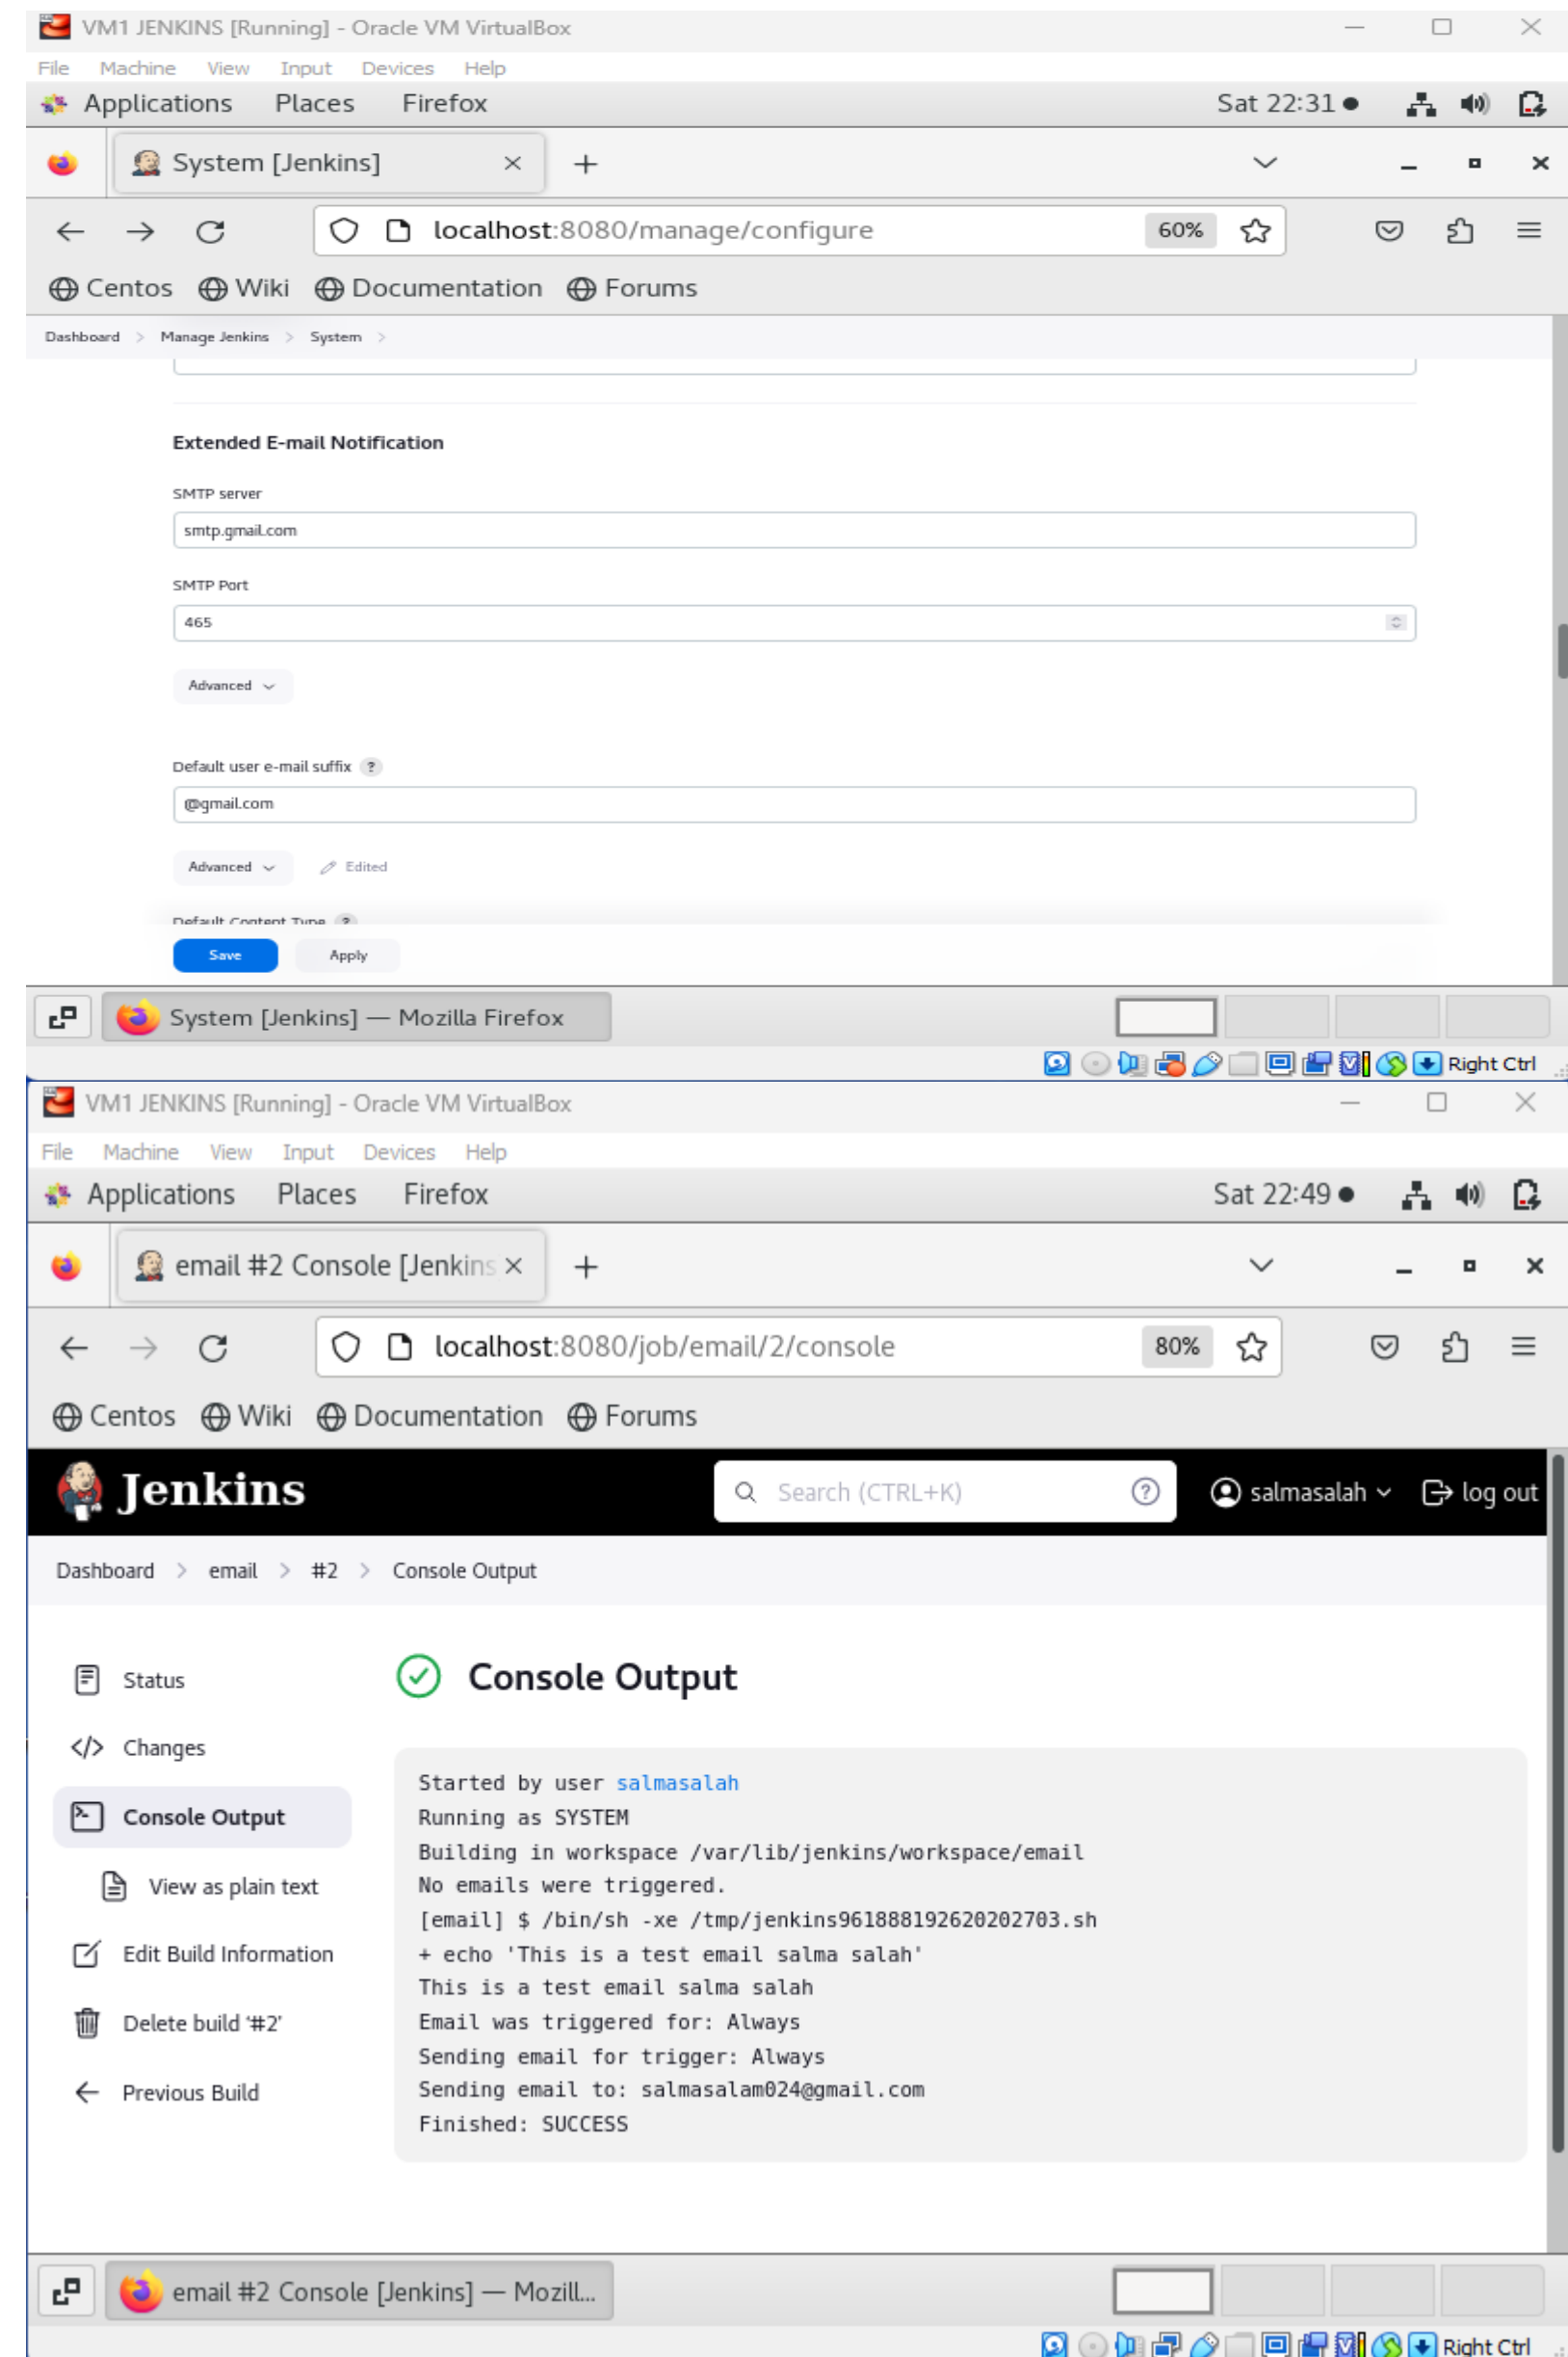 VM1 JENKINS [Running] - Oracle VM VirtualBox
File Machine View Input Devices Help
Applications Places Firefox Sat 22:31
System [Jenkins]
localhost:8080/manage/configure 60%
Centos Wiki Documentation Forums
Dashboard > Manage Jenkins > System >
Extended E-mail Notification
SMTP server
smtp.gmail.com
SMTP Port
465
Advanced
Default user e-mail suffix ?
@gmail.com
Advanced Edited
Default Content Type ?
Save Apply
System [Jenkins] — Mozilla Firefox
Right Ctrl
VM1 JENKINS [Running] - Oracle VM VirtualBox
File Machine View Input Devices Help
Applications Places Firefox Sat 22:49
email #2 Console [Jenkins
localhost:8080/job/email/2/console 80%
Centos Wiki Documentation Forums
Jenkins Search (CTRL+K) ? salmasalah log out
Dashboard > email > #2 > Console Output
Status
Changes
Console Output
View as plain text
Edit Build Information
Delete build ‘#2’
Previous Build
Console Output
Started by user salmasalah
Running as SYSTEM
Building in workspace /var/lib/jenkins/workspace/email
No emails were triggered.
[email] $ /bin/sh -xe /tmp/jenkins961888192620202703.sh
+ echo 'This is a test email salma salah'
This is a test email salma salah
Email was triggered for: Always
Sending email for trigger: Always
Sending email to: salmasalam024@gmail.com
Finished: SUCCESS
email #2 Console [Jenkins] — Mozill...
Right Ctrl